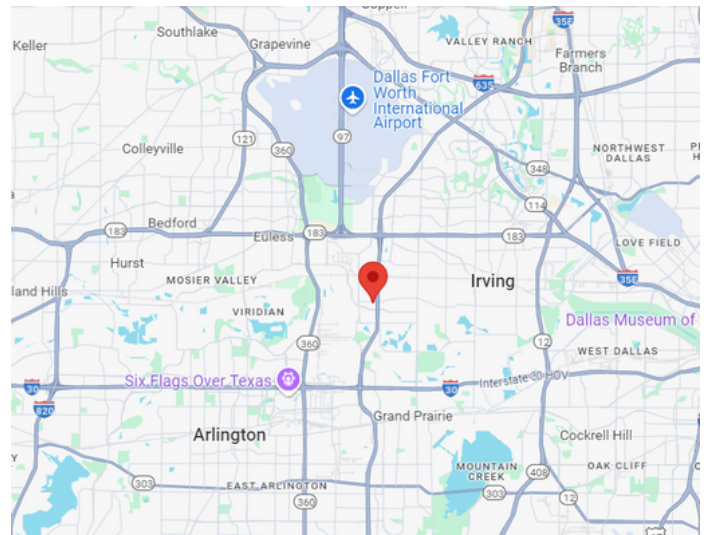 Coppell
Southlake
35E
Keller
Grapevine
VALLEY RANCH
Farmers
Branch
Dallas Fort
Worth
International
Airport
635
121
97
360
Colleyville
NORTHWEST
DALLAS
348
114
183
Bedford
Euless
183
183
LOVE FIELD
Hurst
MOSIER VALLEY
Irving
35E
land Hills
VIRIDIAN
Dallas Museum of
360
12
WEST DALLAS
Six Flags Over Texas
30
Interstate 30 HOV
30
820
Grand Prairie
Arlington
Cockrell Hill
MOUNTAIN
CREEK
408
OAK CLIFF
303
EAST ARLINGTON
303
12
360